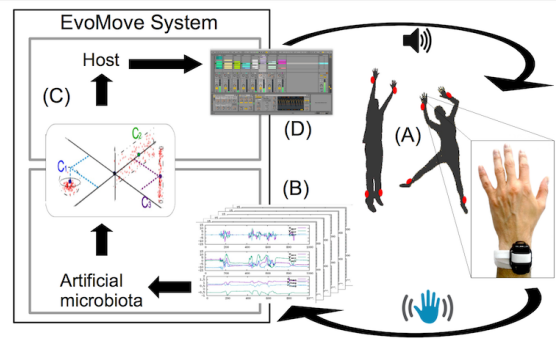 EvoMove System
Host
(C)
(D)
(A)
C₁
C₂
C₃
(B)
Artificial
microbiota